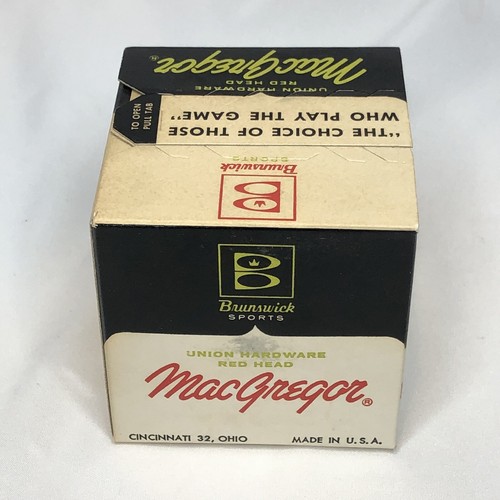 MacGregor®
RED HEAD
UNION HARDWARE
"THE CHOICE OF THOSE
WHO PLAY THE GAME"
TO OPEN
PULL TAB
Brunswick
SPORTS
Brunswick
SPORTS
UNION HARDWARE
RED HEAD
MacGregor®
CINCINNATI 32, OHIO MADE IN U.S.A.